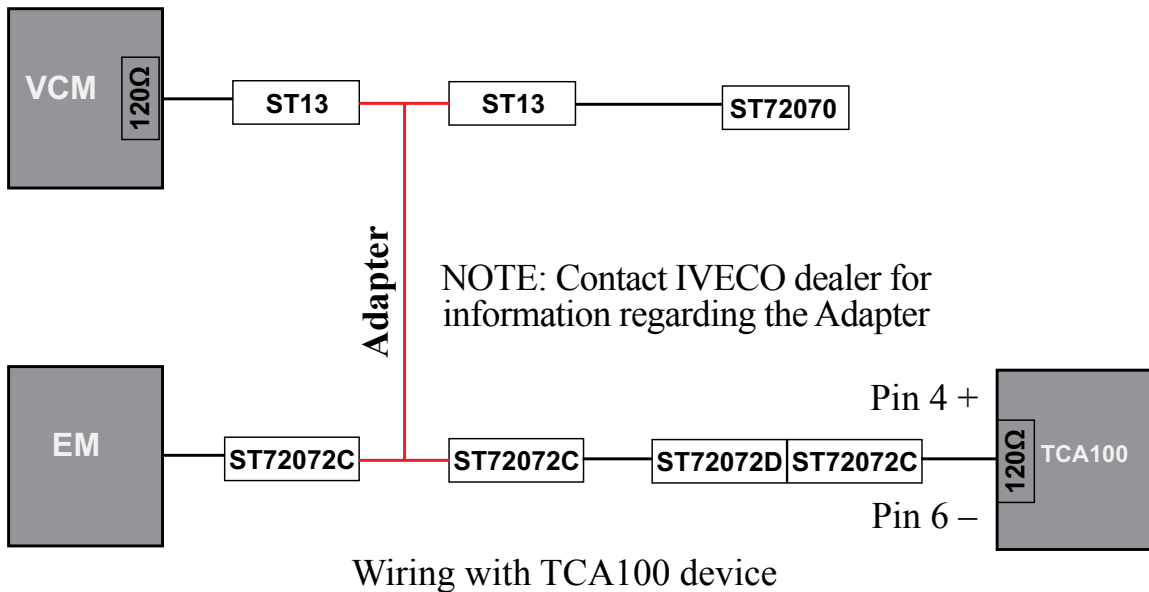 VCM
120Ω
ST13
ST13
ST72070
Adapter
NOTE: Contact IVECO dealer for
information regarding the Adapter
EM
ST72072C
ST72072C
ST72072D
ST72072C
Pin 4 +
120Ω
TCA100
Pin 6 –
Wiring with TCA100 device